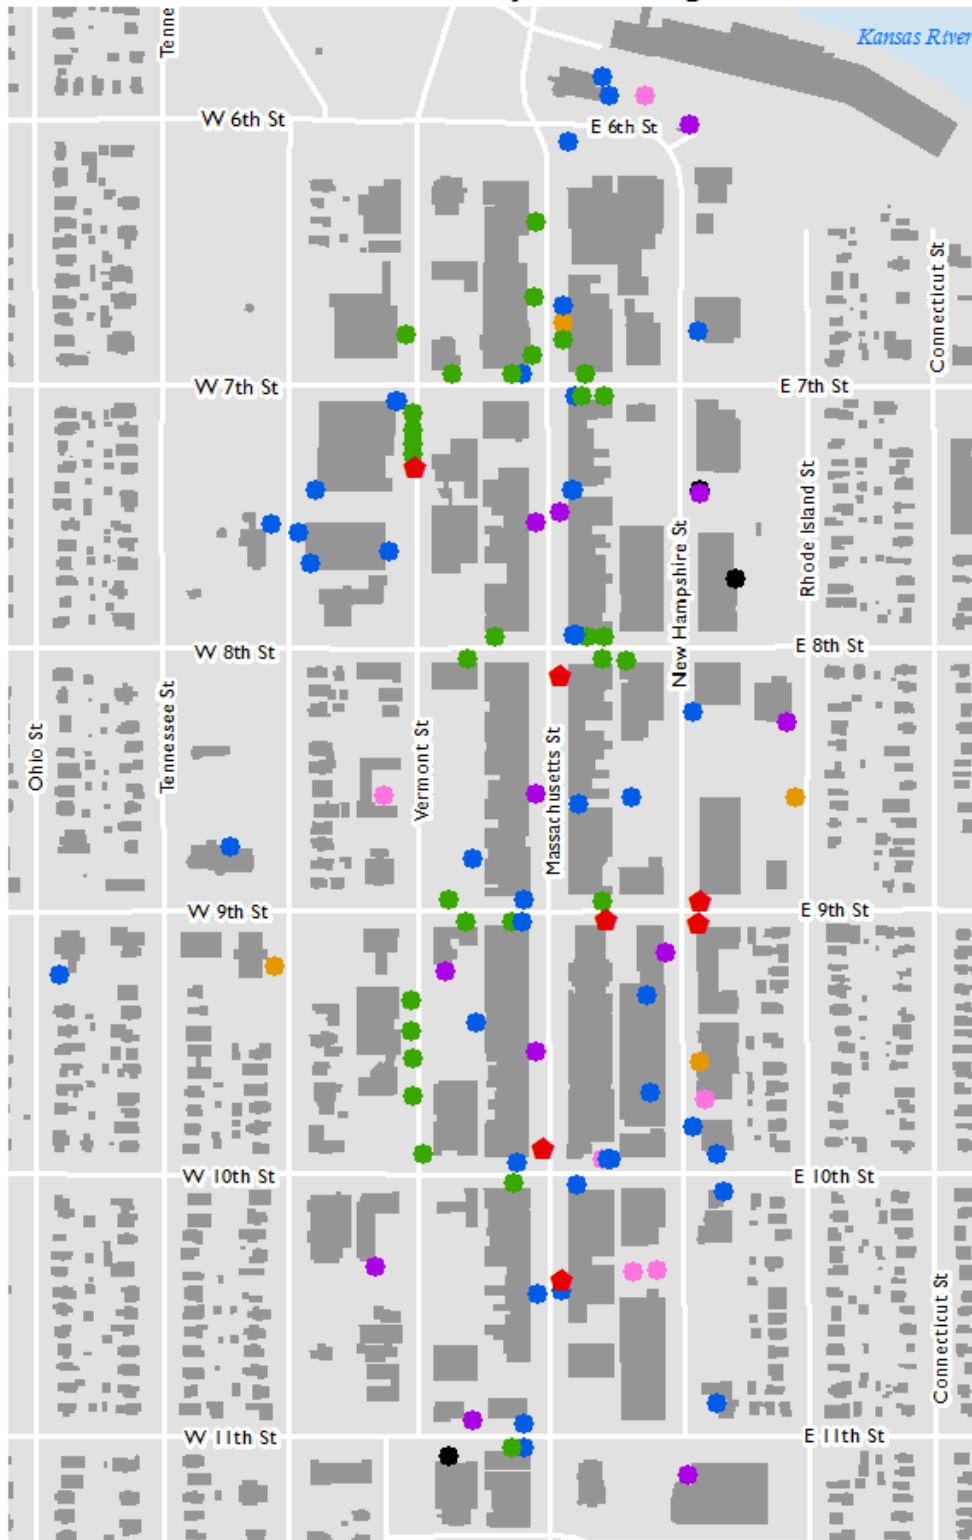 Tenne
Kansas River
W 6th St
E 6th St
Connecticut St
W 7th St
E 7th St
Rhode Island St
New Hampshire St
W 8th St
E 8th St
Ohio St
Tennessee St
Vermont St
Massachusetts St
W 9th St
E 9th St
W 10th St
E 10th St
Connecticut St
W 11th St
E 11th St